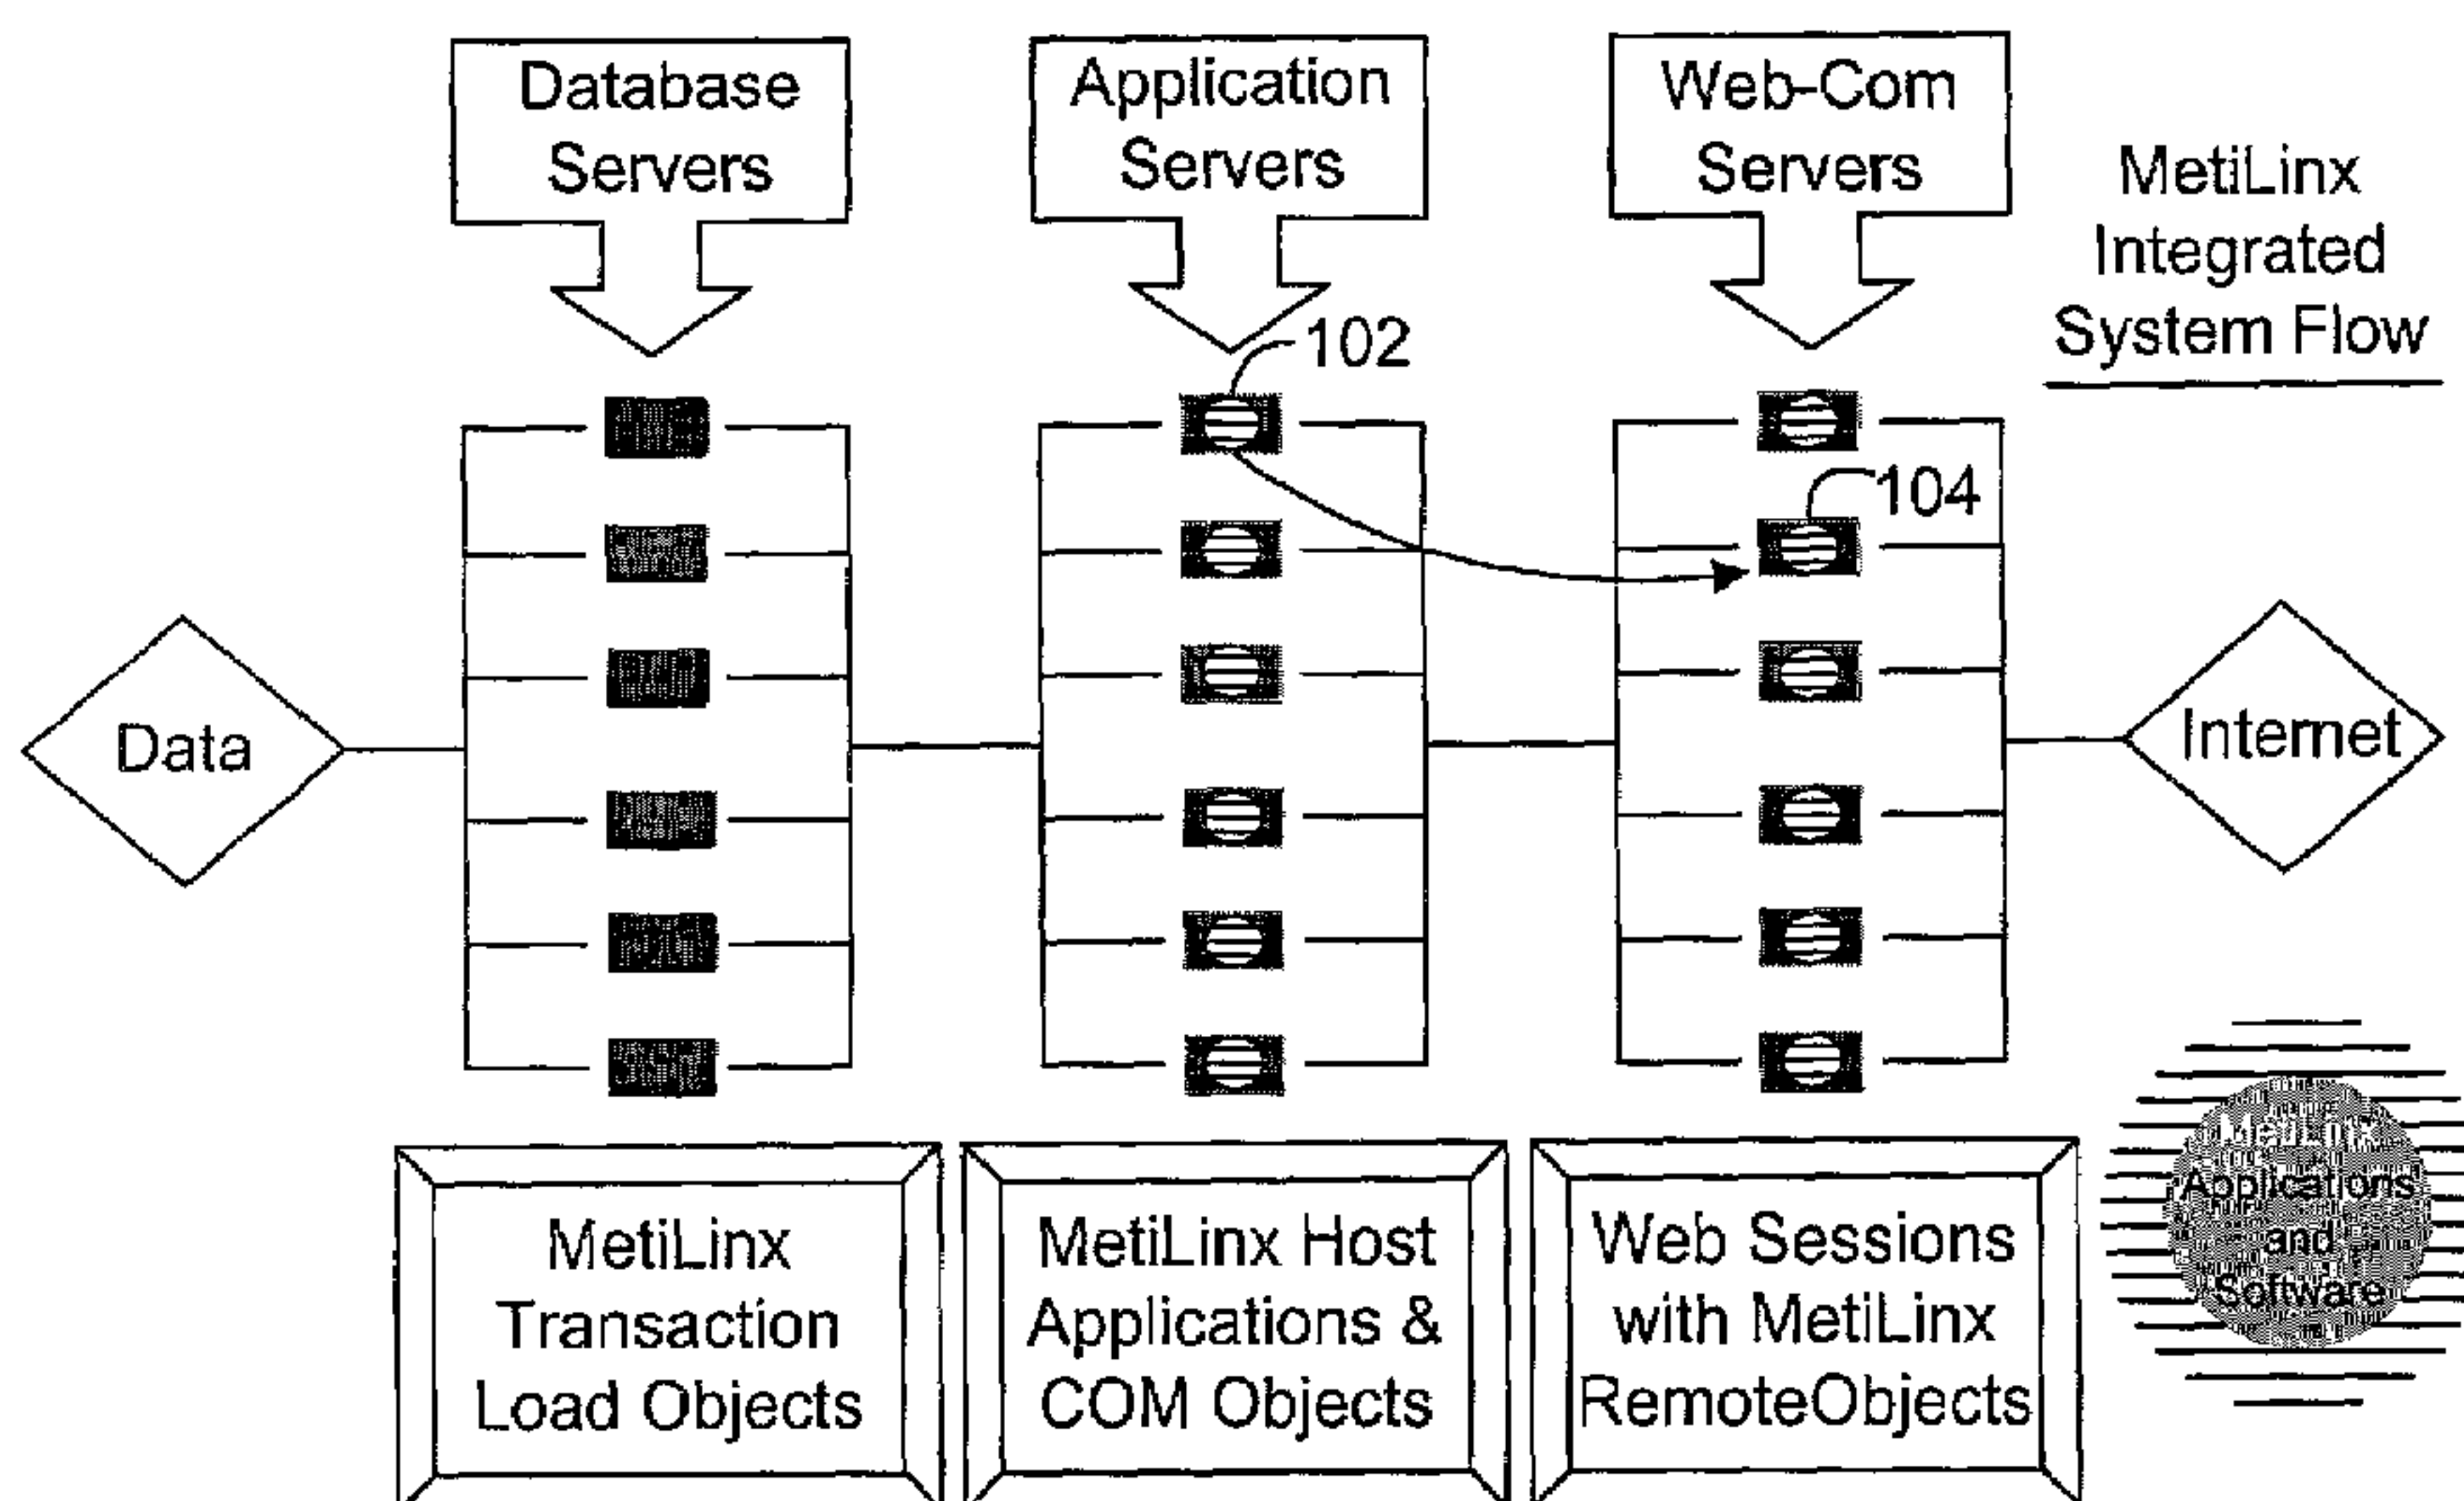 Database
Servers
Application
Servers
Web-Com
Servers
MetiLinx
Integrated
System Flow
102
104
Data
Internet
MetiLinx
Transaction
Load Objects
MetiLinx Host
Applications &
COM Objects
Web Sessions
with MetiLinx
RemoteObjects
MetiLinx
Applications
and
Software